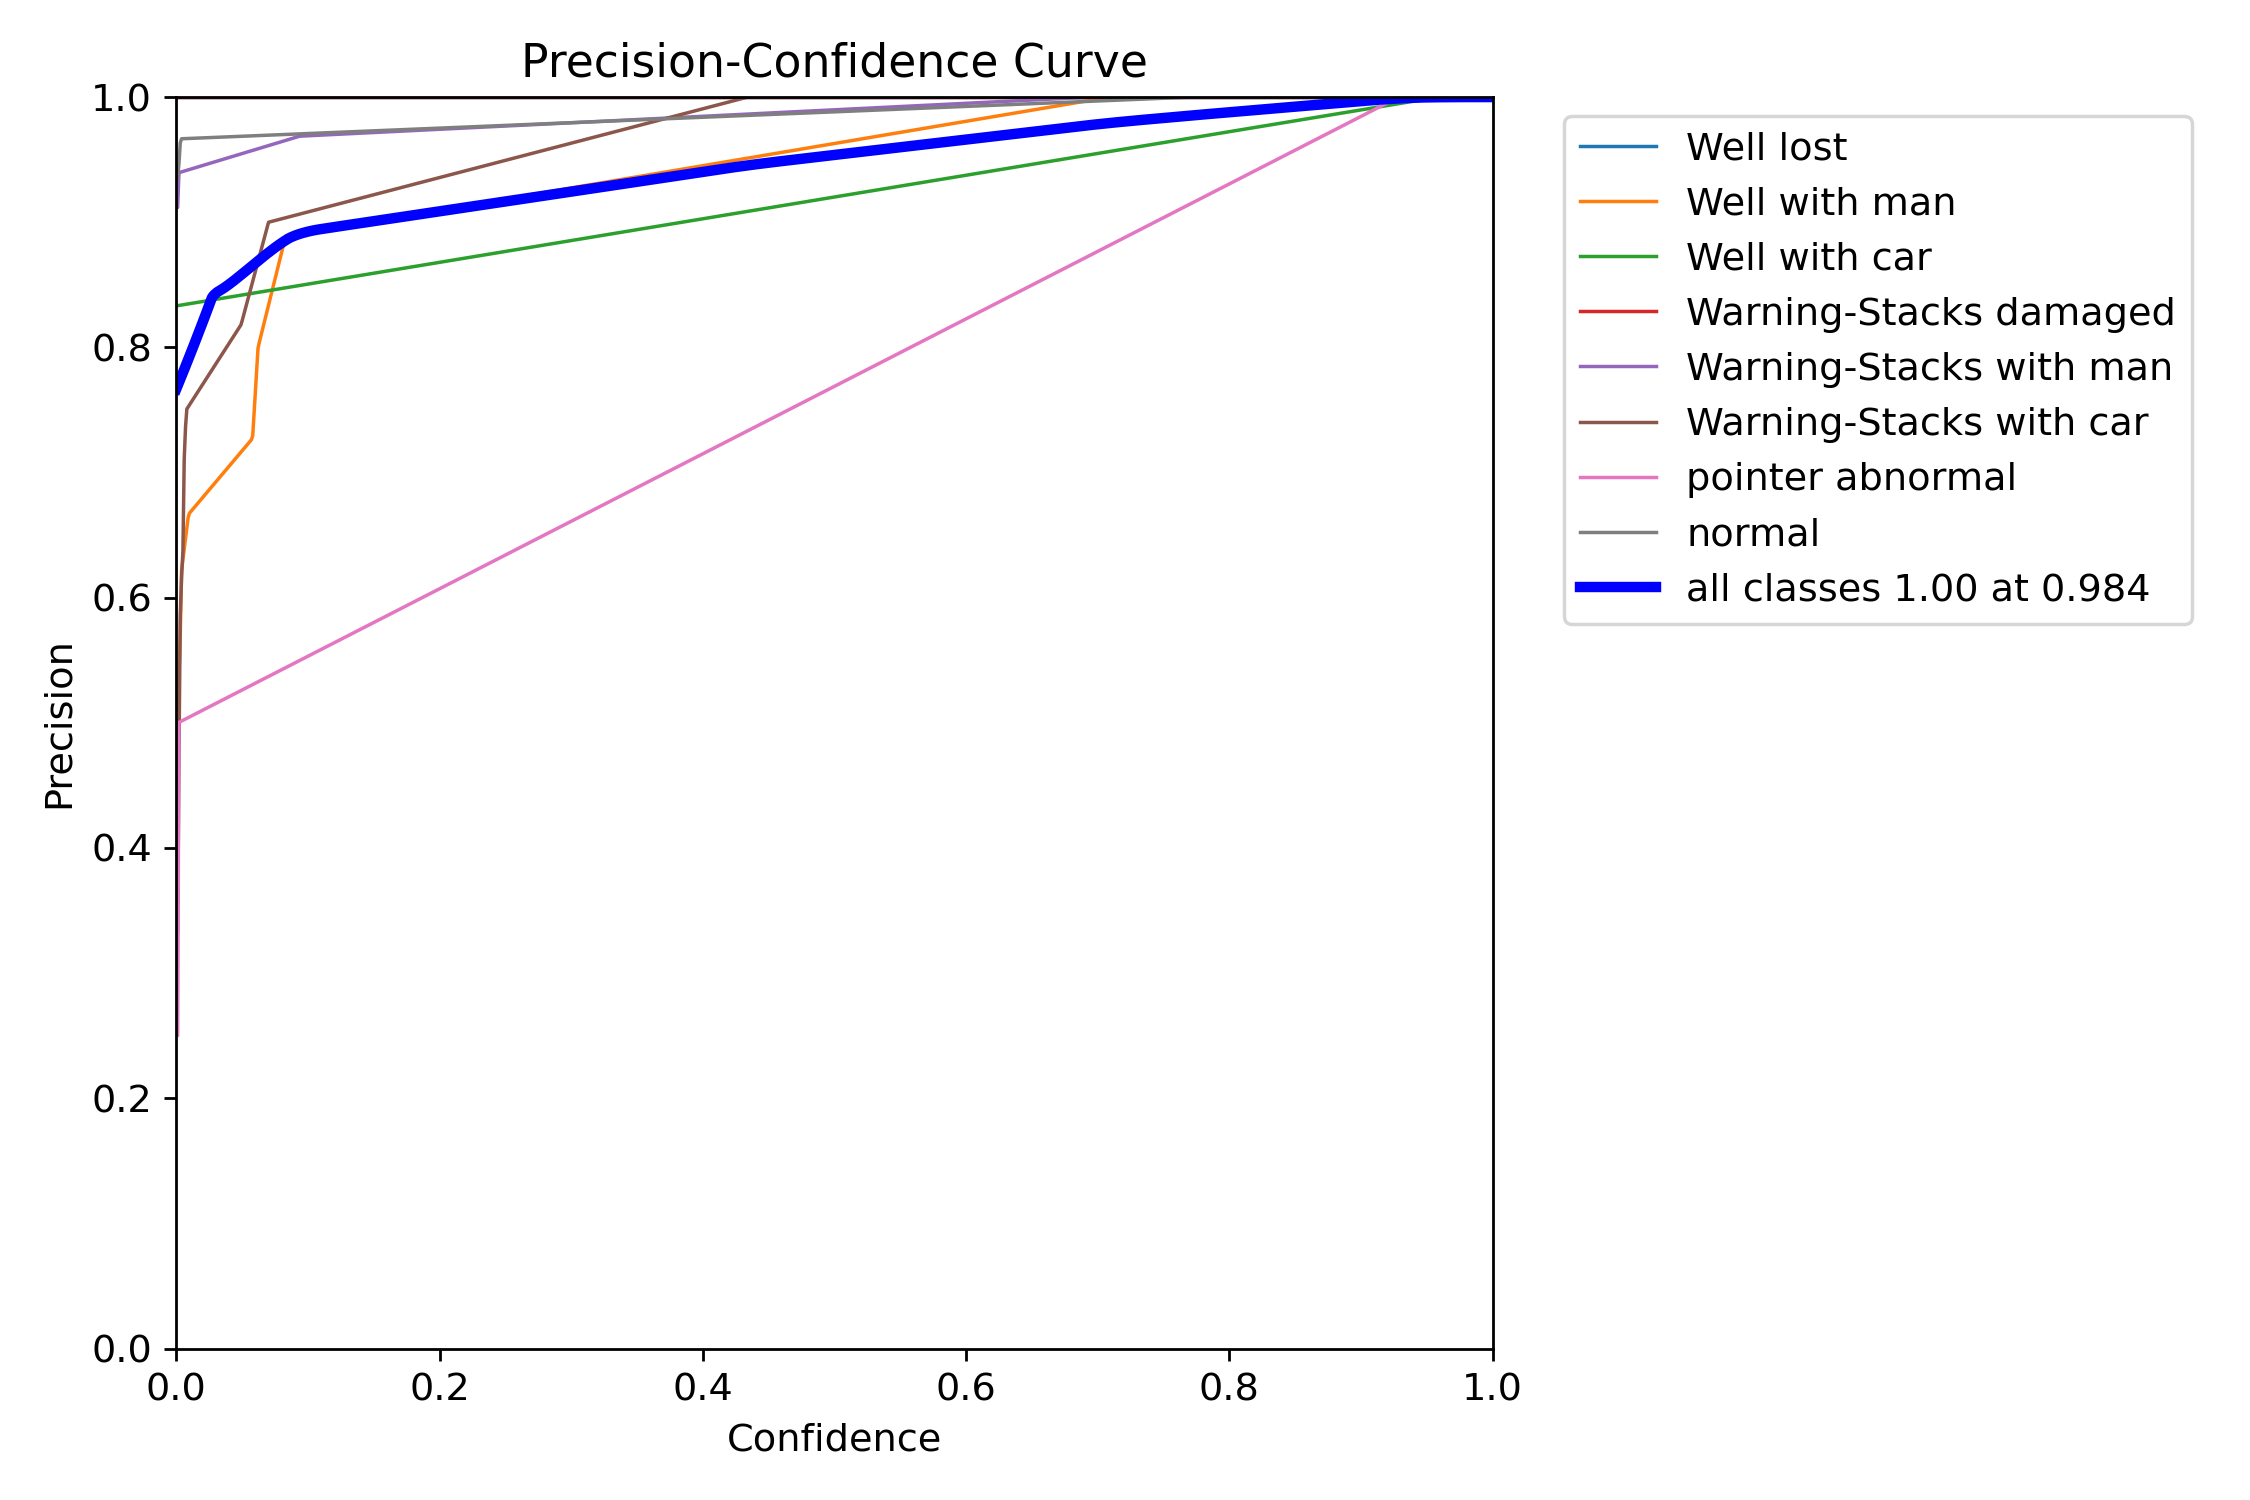 Precision-Confidence Curve
1.0
0.8
0.6
0.4
0.2
0.0
Precision
0.0 0.2 0.4 0.6 0.8 1.0
Confidence
Well lost
Well with man
Well with car
Warning-Stacks damaged
Warning-Stacks with man
Warning-Stacks with car
pointer abnormal
normal
all classes 1.00 at 0.984